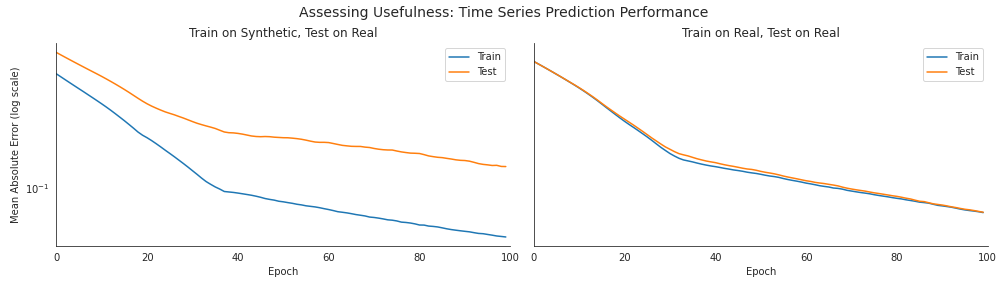 Assessing Usefulness: Time Series Prediction Performance
Train on Synthetic, Test on Real
Mean Absolute Error (log scale)
10⁻¹
Train
Test
0 20 40 60 80 100
Epoch
Train on Real, Test on Real
Train
Test
0 20 40 60 80 100
Epoch